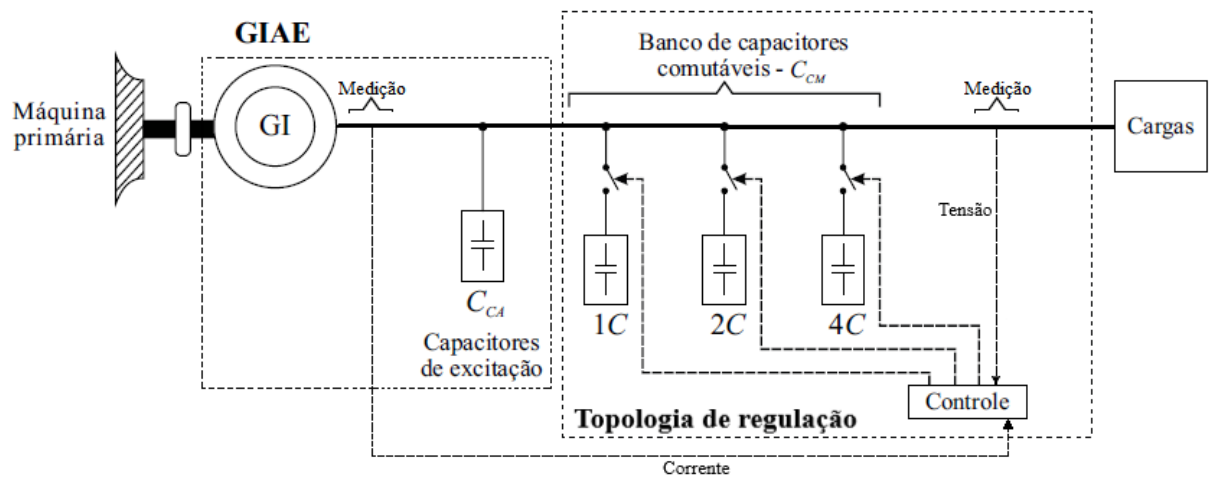 GIAE
Máquina
primária
GI
Medição
Banco de capacitores
comutáveis - C_CM
Medição
Cargas
Tensão
C_CA
Capacitores
de excitação
1C
2C
4C
Controle
Topologia de regulação
Corrente